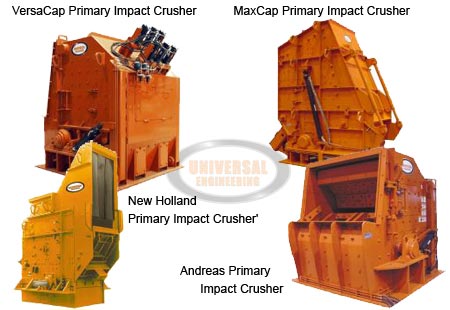 VersaCap Primary Impact Crusher
MaxCap Primary Impact Crusher
UNIVERSAL
ENGINEERING
New Holland
Primary Impact Crusher'
Andreas Primary
Impact Crusher